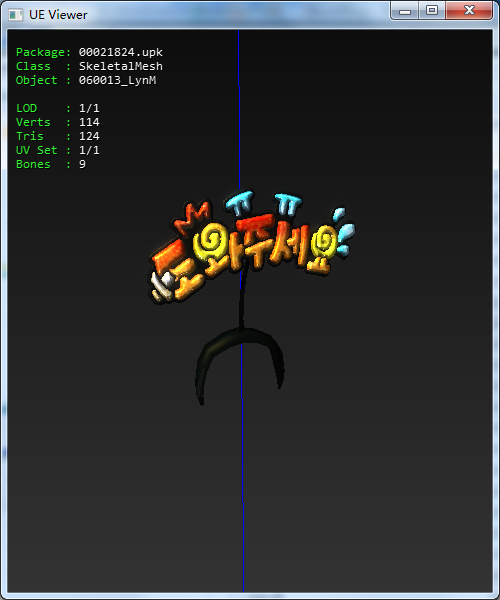 UE Viewer
Package: 00021824.upk
Class : SkeletalMesh
Object : 060013_LynM
LOD : 1/1
Verts : 114
Tris : 124
UV Set : 1/1
Bones : 9
ㅠㅠ
도와주세요